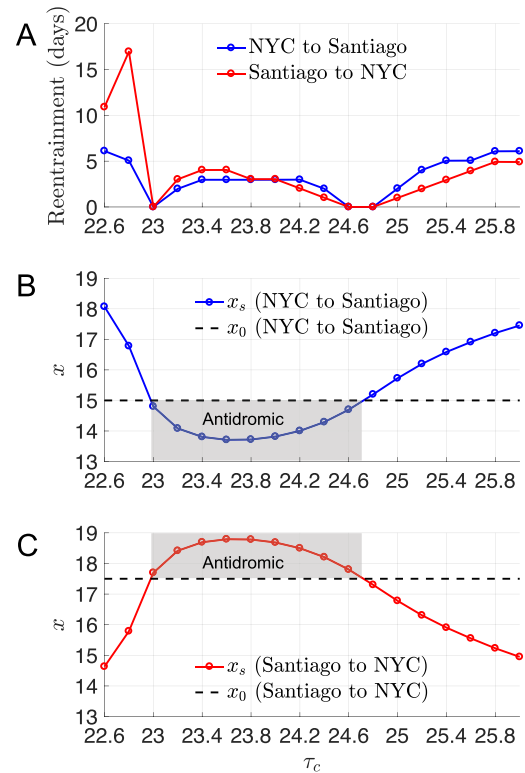 A
Reentrainment (days)
20
15
10
5
0
NYC to Santiago
Santiago to NYC
22.6 23 23.4 23.8 24.2 24.6 25 25.4 25.8
B
x
19
18
17
16
15
14
13
x_s (NYC to Santiago)
x_0 (NYC to Santiago)
Antidromic
22.6 23 23.4 23.8 24.2 24.6 25 25.4 25.8
C
x
19
18
17
16
15
14
13
Antidromic
x_s (Santiago to NYC)
x_0 (Santiago to NYC)
22.6 23 23.4 23.8 24.2 24.6 25 25.4 25.8
τ_c